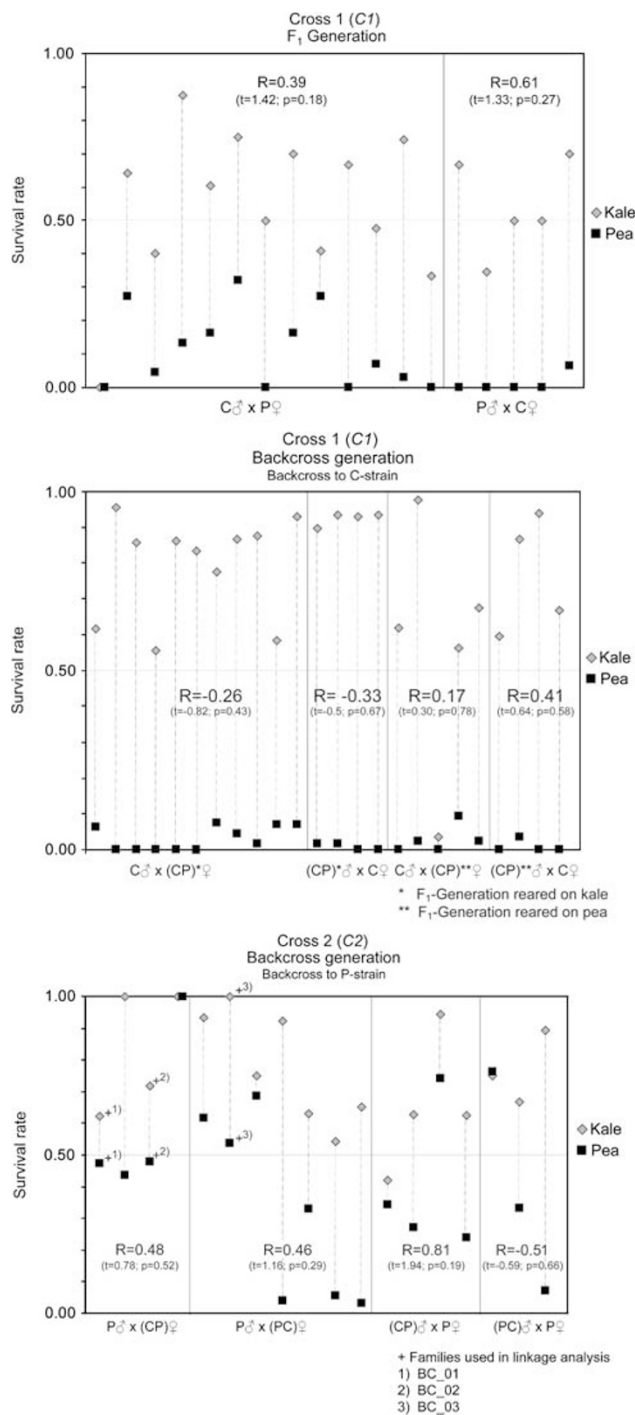 Cross 1 (C1)
F₁ Generation
1.00
R=0.39
(t=1.42; p=0.18)
R=0.61
(t=1.33; p=0.27)
Survival rate
0.50
Kale
Pea
0.00
C♂ x P♀
P♂ x C♀
Cross 1 (C1)
Backcross generation
Backcross to C-strain
1.00
Survival rate
Kale
Pea
0.50
R=-0.26
(t=-0.82; p=0.43)
R= -0.33
(t=-0.5; p=0.67)
R=0.17
(t=0.30; p=0.78)
R=0.41
(t=0.64; p=0.58)
0.00
C♂ x (CP)*♀
(CP)*♂ x C♀
C♂ x (CP)**♀
(CP)**♂ x C♀
* F₁-Generation reared on kale
** F₁-Generation reared on pea
Cross 2 (C2)
Backcross generation
Backcross to P-strain
1.00
+3)
+2)
+1)
Survival rate
Kale
Pea
0.50
+1)
+2)
+3)
R=0.48
(t=0.78; p=0.52)
R=0.46
(t=1.16; p=0.29)
R=0.81
(t=1.94; p=0.19)
R=-0.51
(t=-0.59; p=0.66)
0.00
P♂ x (CP)♀
P♂ x (PC)♀
(CP)♂ x P♀
(PC)♂ x P♀
+ Families used in linkage analysis
1) BC_01
2) BC_02
3) BC_03